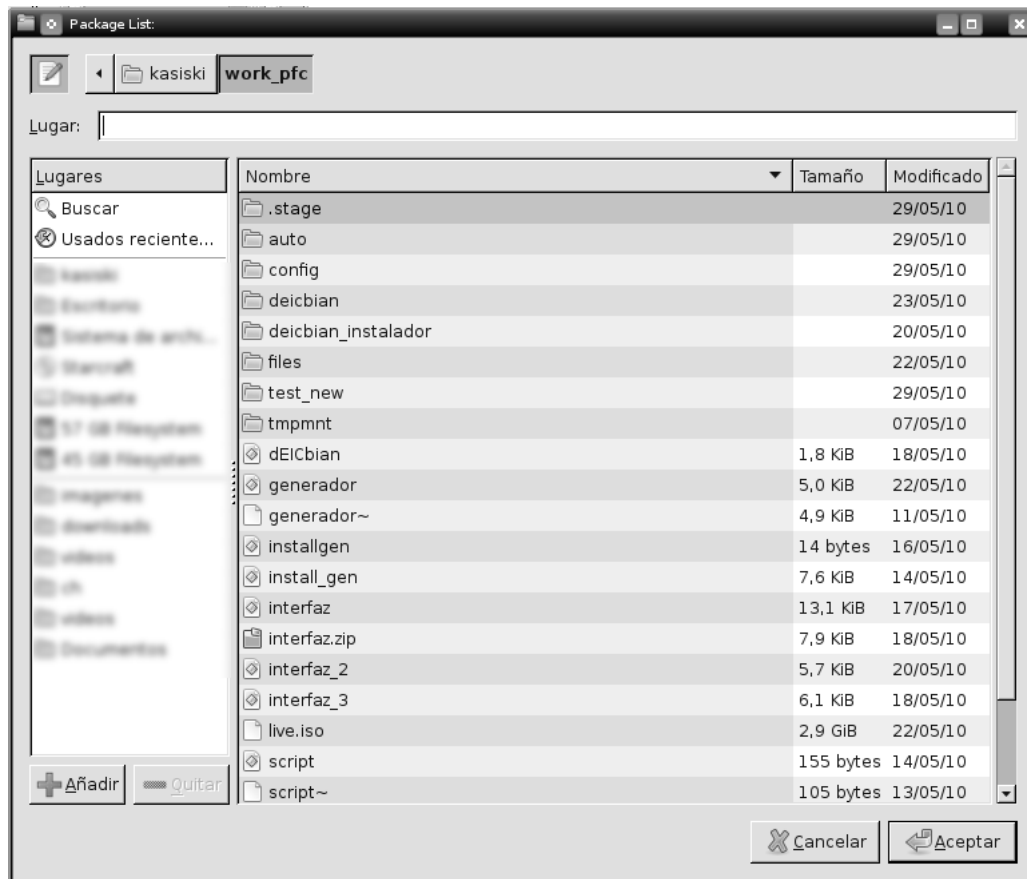 Package List:
kasiski work_pfc
Lugar:
Lugares
Buscar
Usados reciente...
Añadir Quitar
Nombre Tamaño Modificado
.stage 29/05/10
auto 29/05/10
config 29/05/10
deicbian 23/05/10
deicbian_instalador 20/05/10
files 22/05/10
test_new 29/05/10
tmpmnt 07/05/10
dEICbian 1,8 KiB 18/05/10
generador 5,0 KiB 22/05/10
generador~ 4,9 KiB 11/05/10
installgen 14 bytes 16/05/10
install_gen 7,6 KiB 14/05/10
interfaz 13,1 KiB 17/05/10
interfaz.zip 7,9 KiB 18/05/10
interfaz_2 5,7 KiB 20/05/10
interfaz_3 6,1 KiB 18/05/10
live.iso 2,9 GiB 22/05/10
script 155 bytes 14/05/10
script~ 105 bytes 13/05/10
Cancelar Aceptar